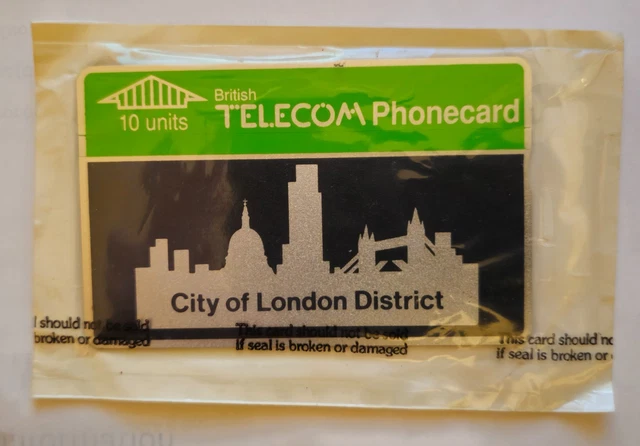 British
10 units TELECOM Phonecard
City of London District
should not be sold
broken or damaged
This card should not be sold
if seal is broken or damaged
This card should no
if seal is broken or